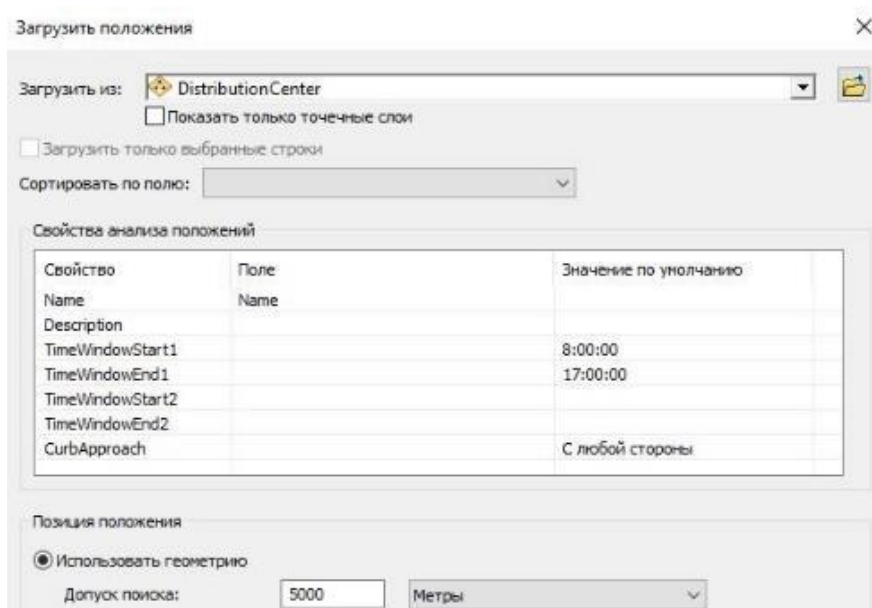 Загрузить положения
Загрузить из: DistributionCenter
Показать только точечные слои
Загрузить только выбранные строки
Сортировать по полю:
Свойства анализа положений
Свойство Поле Значение по умолчанию
Name Name
Description
TimeWindowStart1 8:00:00
TimeWindowEnd1 17:00:00
TimeWindowStart2
TimeWindowEnd2
CurbApproach С любой стороны
Позиция положения
Использовать геометрию
Допуск поиска: 5000 Метры